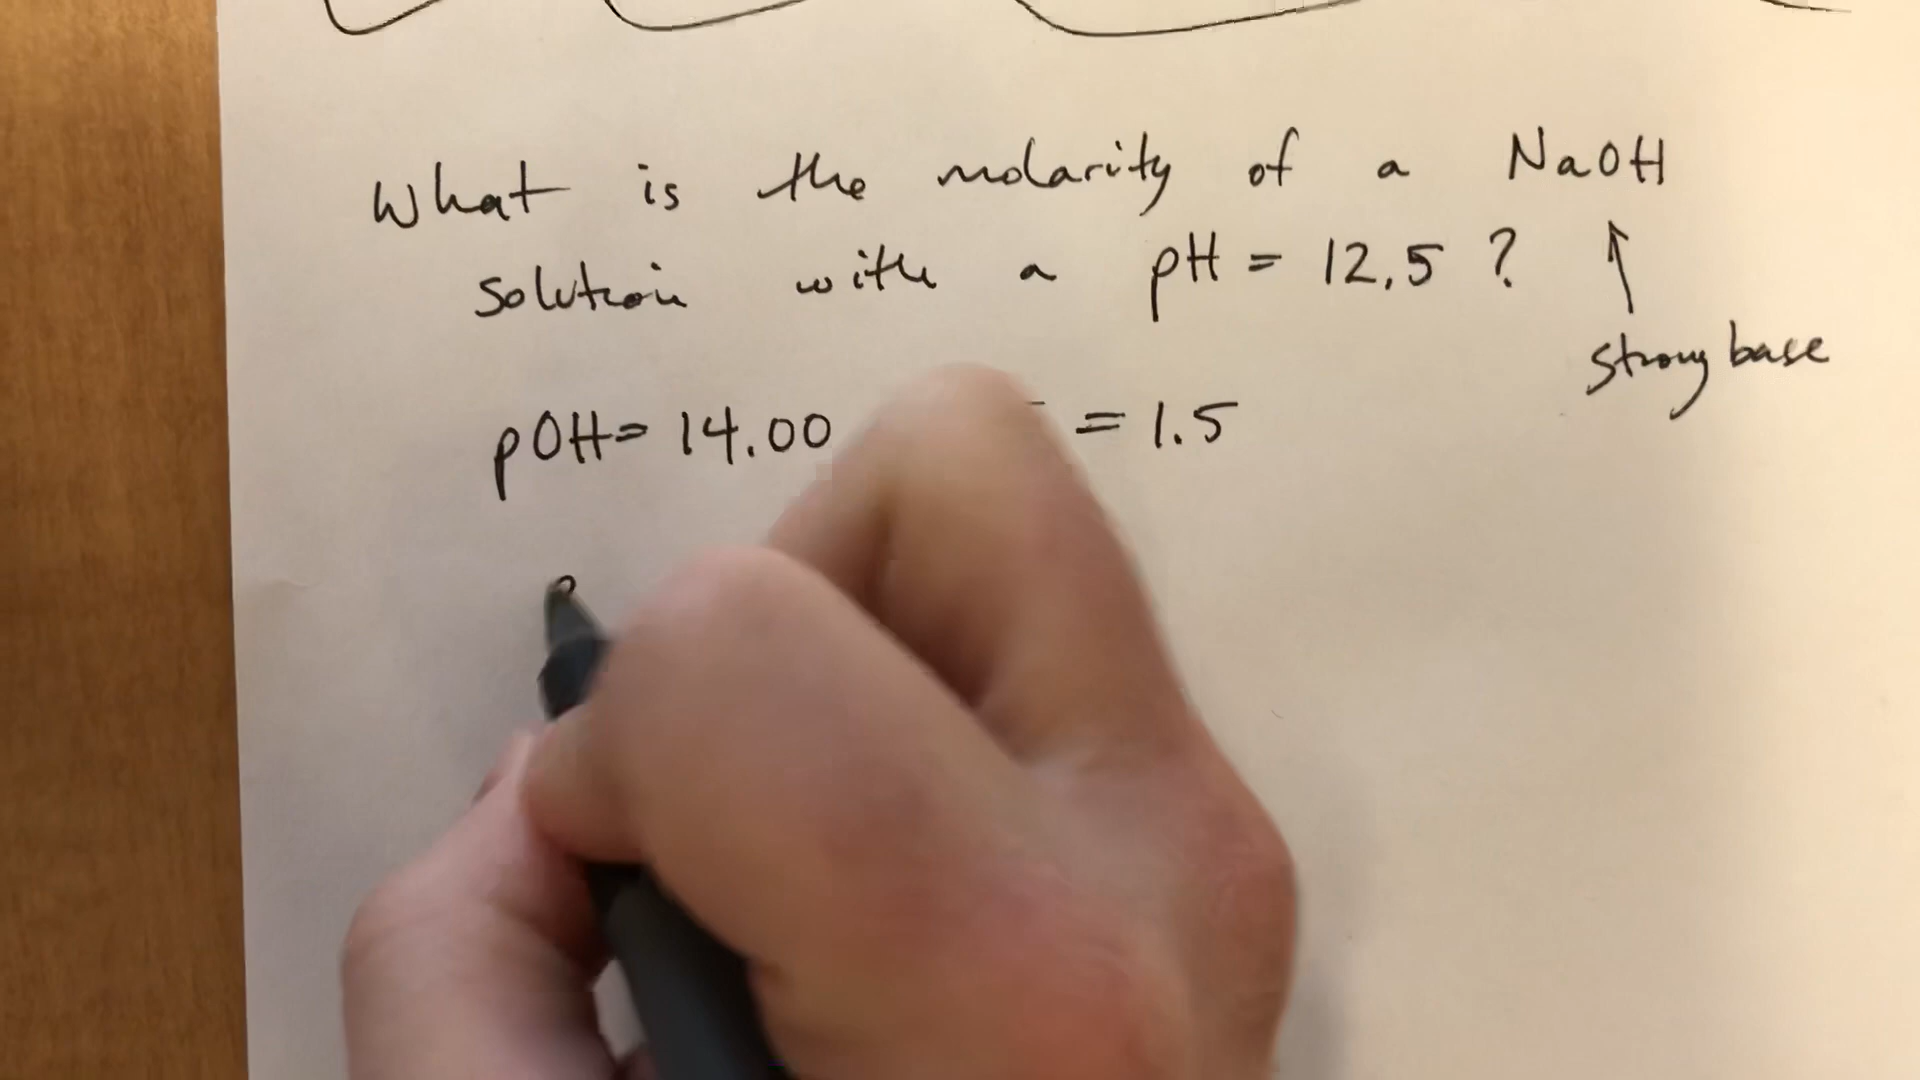 What is the molarity of a NaOH
solution with a pH = 12.5 ?
strong base
pOH = 14.00 = 1.5